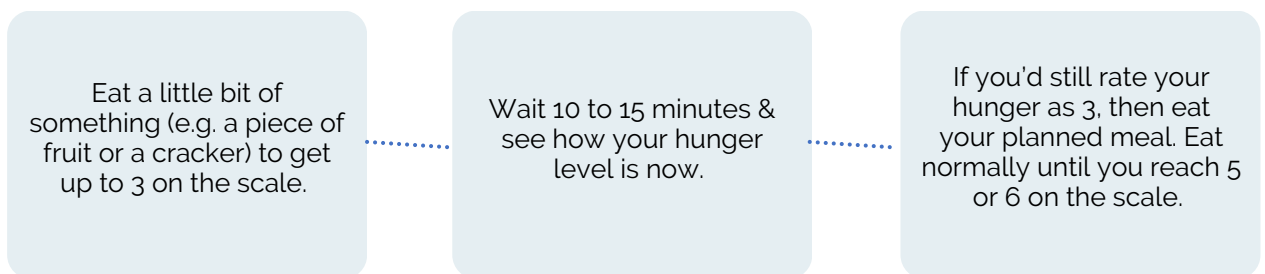 Eat a little bit of
something (e.g. a piece of
fruit or a cracker) to get
up to 3 on the scale.
Wait 10 to 15 minutes &
see how your hunger
level is now.
If you'd still rate your
hunger as 3, then eat
your planned meal. Eat
normally until you reach 5
or 6 on the scale.